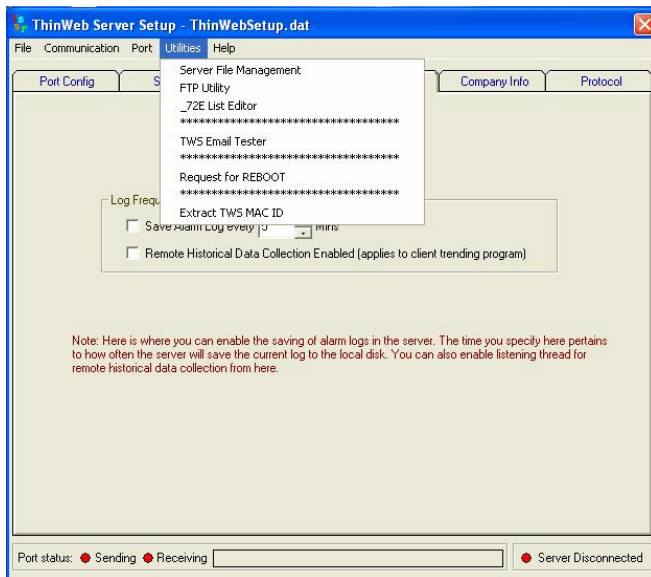 ThinWeb Server Setup - ThinWebSetup.dat
File Communication Port Utilities Help
Server File Management
FTP Utility
_72E List Editor
**************************************
TWS Email Tester
**************************************
Request for REBOOT
**************************************
Extract TWS MAC ID
Port Config S Company Info Protocol
Log Frequ
Save Alarm Log every 5 Mins
Remote Historical Data Collection Enabled (applies to client trending program)
Note: Here is where you can enable the saving of alarm logs in the server. The time you specify here pertains
to how often the server will save the current log to the local disk. You can also enable listening thread for
remote historical data collection from here.
Port status: Sending Receiving Server Disconnected